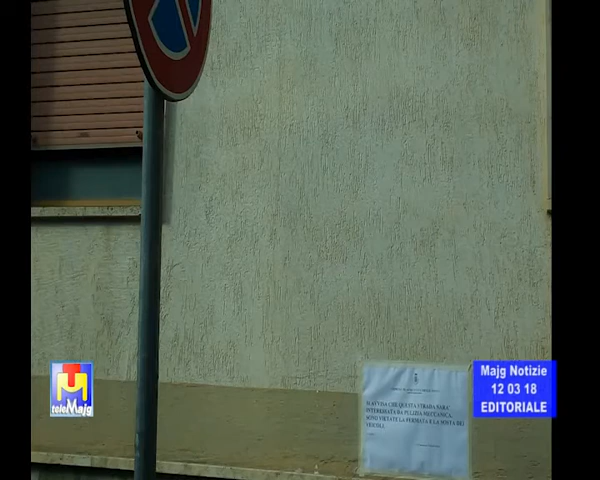 SI AVVISA CHE QUESTA STRADA SARA'
INTERESSATA DA PULIZIA MECCANICA.
SONO VIETATE LA FERMATA E LA SOSTA DEI
VEICOLI.
teleMajg
Majg Notizie
12 03 18
EDITORIALE